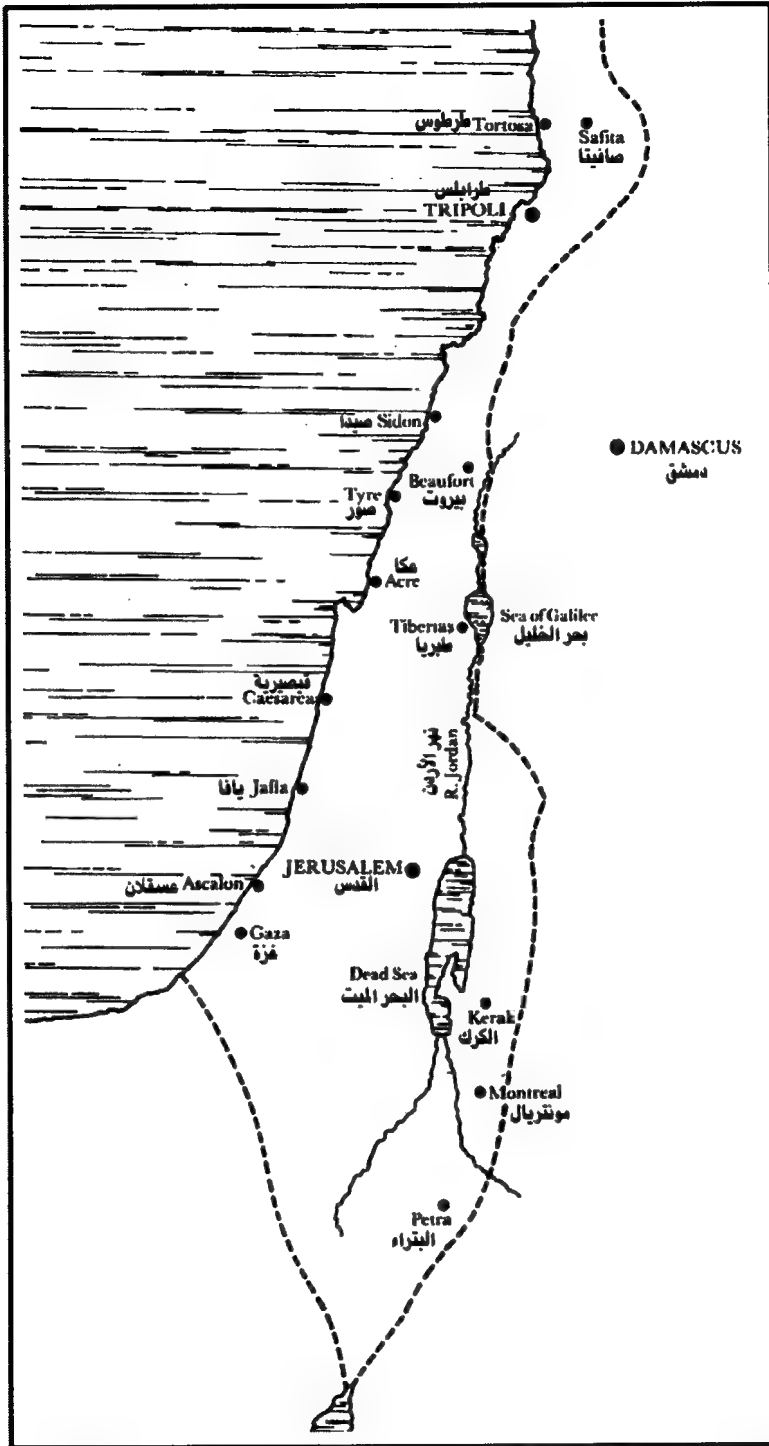 طرطوس Tortosa
Safita
صافيتا
طرابلس
TRIPOLI
صيدا Sidon
DAMASCUS
دمشق
Beaufort
بيروت
Tyre
صور
عكا
Acre
Sea of Galilee
بحر الخليل
Tiberias
طبريا
قيصيرية
Caesarea
نهر الأردن
R. Jordan
يافا Jaffa
JERUSALEM
القدس
عسقلان Ascalon
Gaza
غزة
Dead Sea
البحر الميت
Kerak
الكرك
Montreal
مونتريال
Petra
البتراء